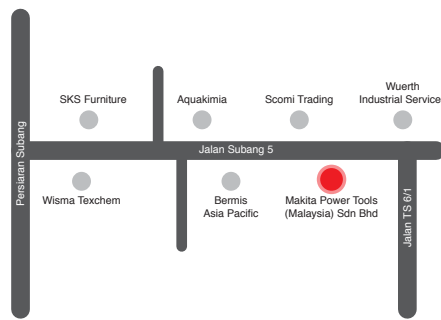 Wuerth
Industrial Service
SKS Furniture
Aquakimia
Scomi Trading
Persiaran Subang
Jalan Subang 5
Wisma Texchem
Bermis
Asia Pacific
Makita Power Tools
(Malaysia) Sdn Bhd
Jalan TS 6/1